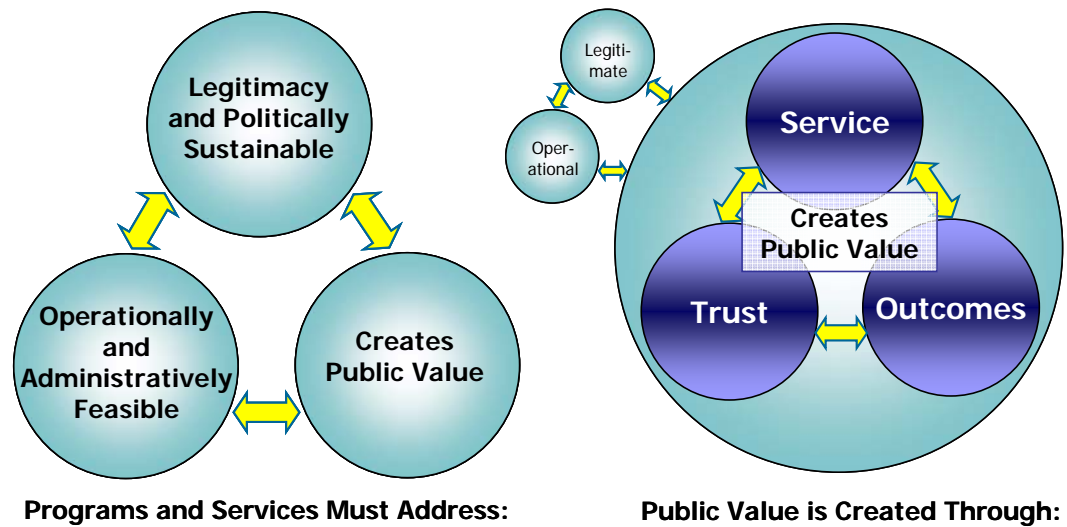 Legitimacy
and Politically
Sustainable
Operationally
and
Administratively
Feasible
Creates
Public Value
Programs and Services Must Address:
Legiti-
mate
Oper-
ational
Service
Creates
Public Value
Trust
Outcomes
Public Value is Created Through: